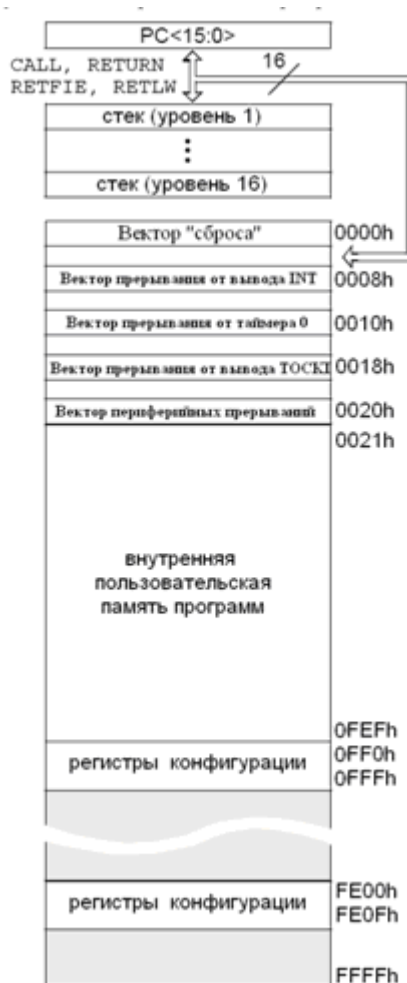 PC<15:0>
CALL, RETURN
16
RETFIE, RETLW
стек (уровень 1)
стек (уровень 16)
Вектор "сброса"
0000h
Вектор прерывания от вывода INT
0008h
Вектор прерывания от таймера 0
0010h
Вектор прерывания от вывода TOCKI
0018h
Вектор периферийных прерываний
0020h
0021h
внутренняя
пользовательская
память программ
0FEFh
0FF0h
регистры конфигурации
0FFFh
FE00h
регистры конфигурации
FE0Fh
FFFFh